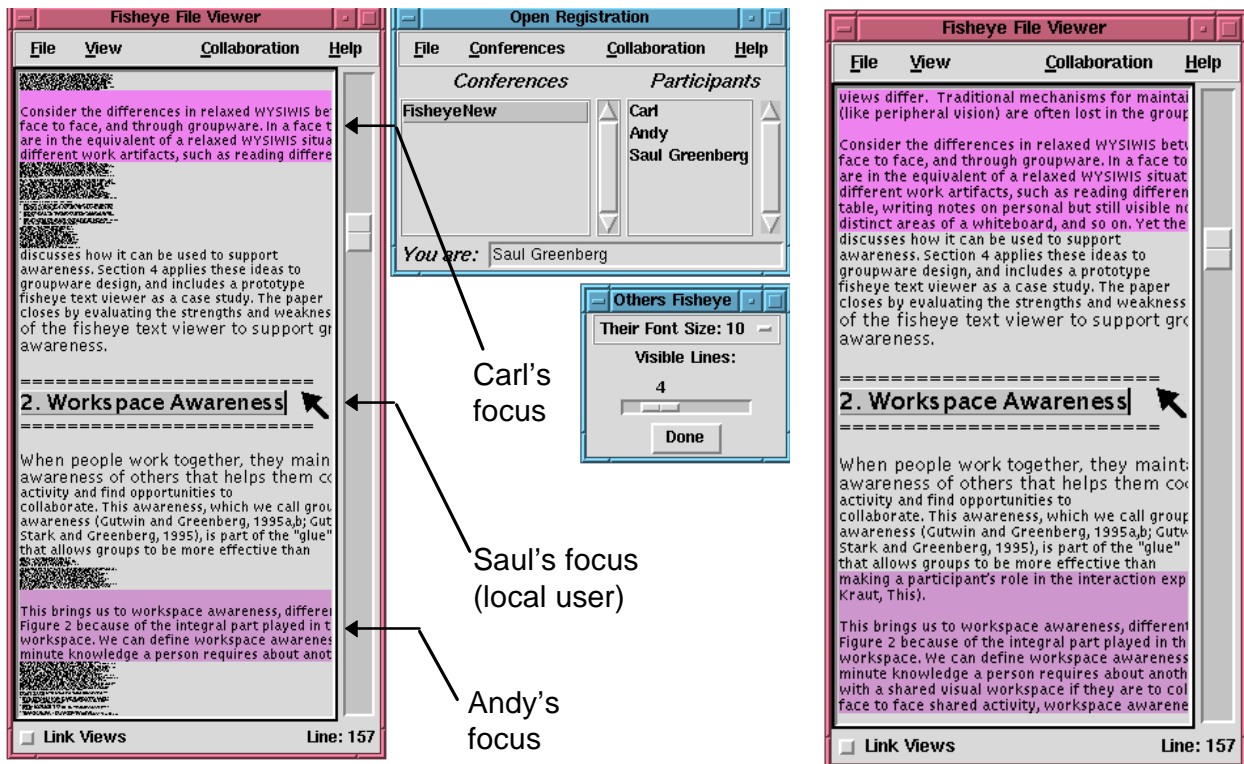 Fisheye File Viewer
File View Collaboration Help
Consider the differences in relaxed WYSIWIS be
face to face, and through groupware. In a face t
are in the equivalent of a relaxed WYSIWIS situa
different work artifacts, such as reading differe
discusses how it can be used to support
awareness. Section 4 applies these ideas to
groupware design, and includes a prototype
fisheye text viewer as a case study. The paper
closes by evaluating the strengths and weaknes
of the fisheye text viewer to support gr
awareness.
==========================
2. Workspace Awareness
==========================
When people work together, they main
awareness of others that helps them co
activity and find opportunities to
collaborate. This awareness, which we call grou
awareness (Gutwin and Greenberg, 1995a,b; Gut
Stark and Greenberg, 1995), is part of the "glue"
that allows groups to be more effective than
This brings us to workspace awareness, differe
Figure 2 because of the integral part played in t
workspace. We can define workspace awarenes
minute knowledge a person requires about anot
Link Views Line: 157
Open Registration
File Conferences Collaboration Help
Conferences Participants
FisheyeNew
Carl
Andy
Saul Greenberg
You are: Saul Greenberg
Others Fisheye
Their Font Size: 10
Visible Lines:
4
Done
Carl's
focus
Saul's focus
(local user)
Andy's
focus
Fisheye File Viewer
File View Collaboration Help
views differ. Traditional mechanisms for maintai
(like peripheral vision) are often lost in the group
Consider the differences in relaxed WYSIWIS betw
face to face, and through groupware. In a face to
are in the equivalent of a relaxed WYSIWIS situat
different work artifacts, such as reading differen
table, writing notes on personal but still visible no
distinct areas of a whiteboard, and so on. Yet the
discusses how it can be used to support
awareness. Section 4 applies these ideas to
groupware design, and includes a prototype
fisheye text viewer as a case study. The paper
closes by evaluating the strengths and weakness
of the fisheye text viewer to support gro
awareness.
==========================
2. Workspace Awareness
==========================
When people work together, they maint
awareness of others that helps them coo
activity and find opportunities to
collaborate. This awareness, which we call group
awareness (Gutwin and Greenberg, 1995a,b; Gutw
Stark and Greenberg, 1995), is part of the "glue"
that allows groups to be more effective than
making a participant's role in the interaction exp
Kraut, This).
This brings us to workspace awareness, different
Figure 2 because of the integral part played in th
workspace. We can define workspace awareness
minute knowledge a person requires about anoth
with a shared visual workspace if they are to col
face to face shared activity, workspace awarene
Link Views Line: 157